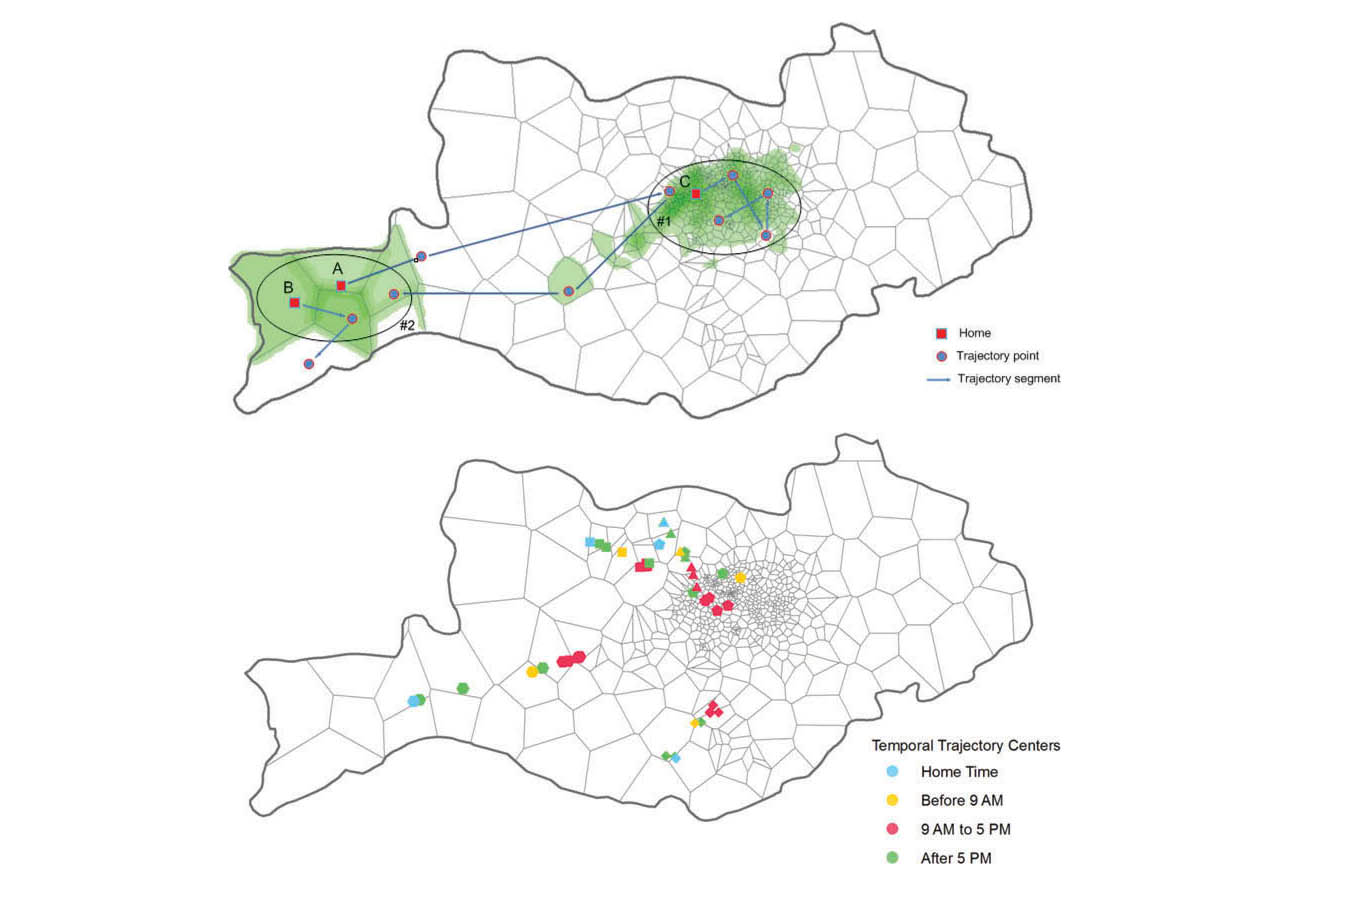 C
#1
A
B
#2
Home
Trajectory point
Trajectory segment
Temporal Trajectory Centers
Home Time
Before 9 AM
9 AM to 5 PM
After 5 PM